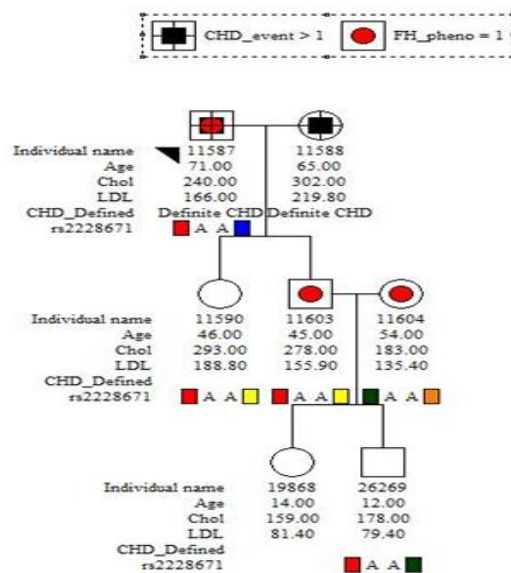 CHD_event > 1 FH_pheno = 1
Individual name 11587 11588
Age 71.00 65.00
Chol 240.00 302.00
LDL 166.00 219.80
CHD_Defined Definite CHD Definite CHD
rs2228671 A A
Individual name 11590 11603 11604
Age 46.00 45.00 54.00
Chol 293.00 278.00 183.00
LDL 188.80 155.90 135.40
CHD_Defined
rs2228671 A A A A A A
Individual name 19868 26269
Age 14.00 12.00
Chol 159.00 178.00
LDL 81.40 79.40
CHD_Defined
rs2228671 A A